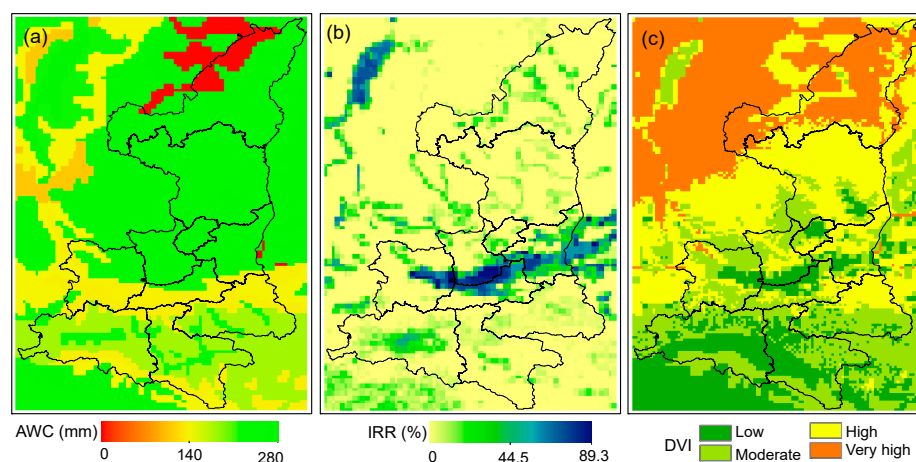 (a)
(b)
(c)
AWC (mm)
0
140
280
IRR (%)
0
44.5
89.3
DVI
Low
High
Moderate
Very high